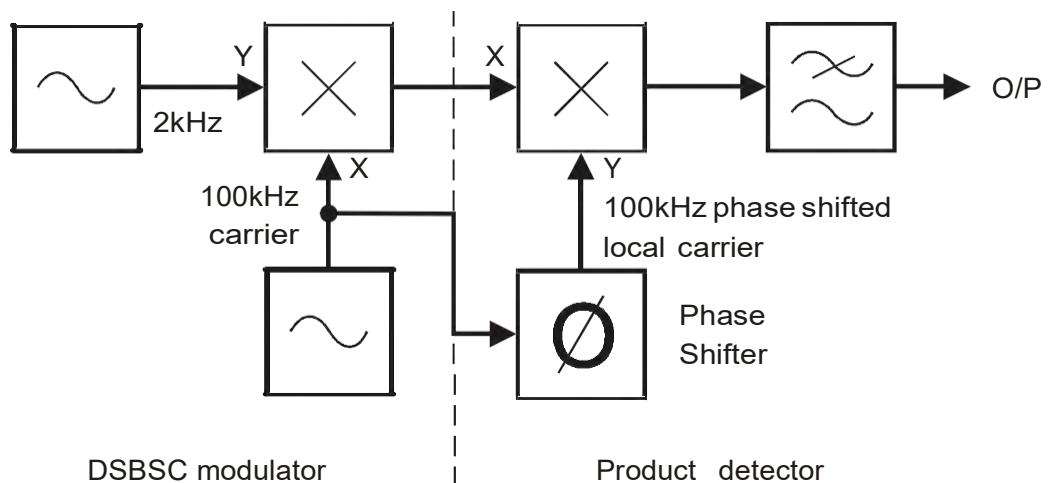 Y
2kHz
X
100kHz
carrier
X
Y
100kHz phase shifted
local carrier
O/P
Phase
Shifter
DSBSC modulator
Product detector